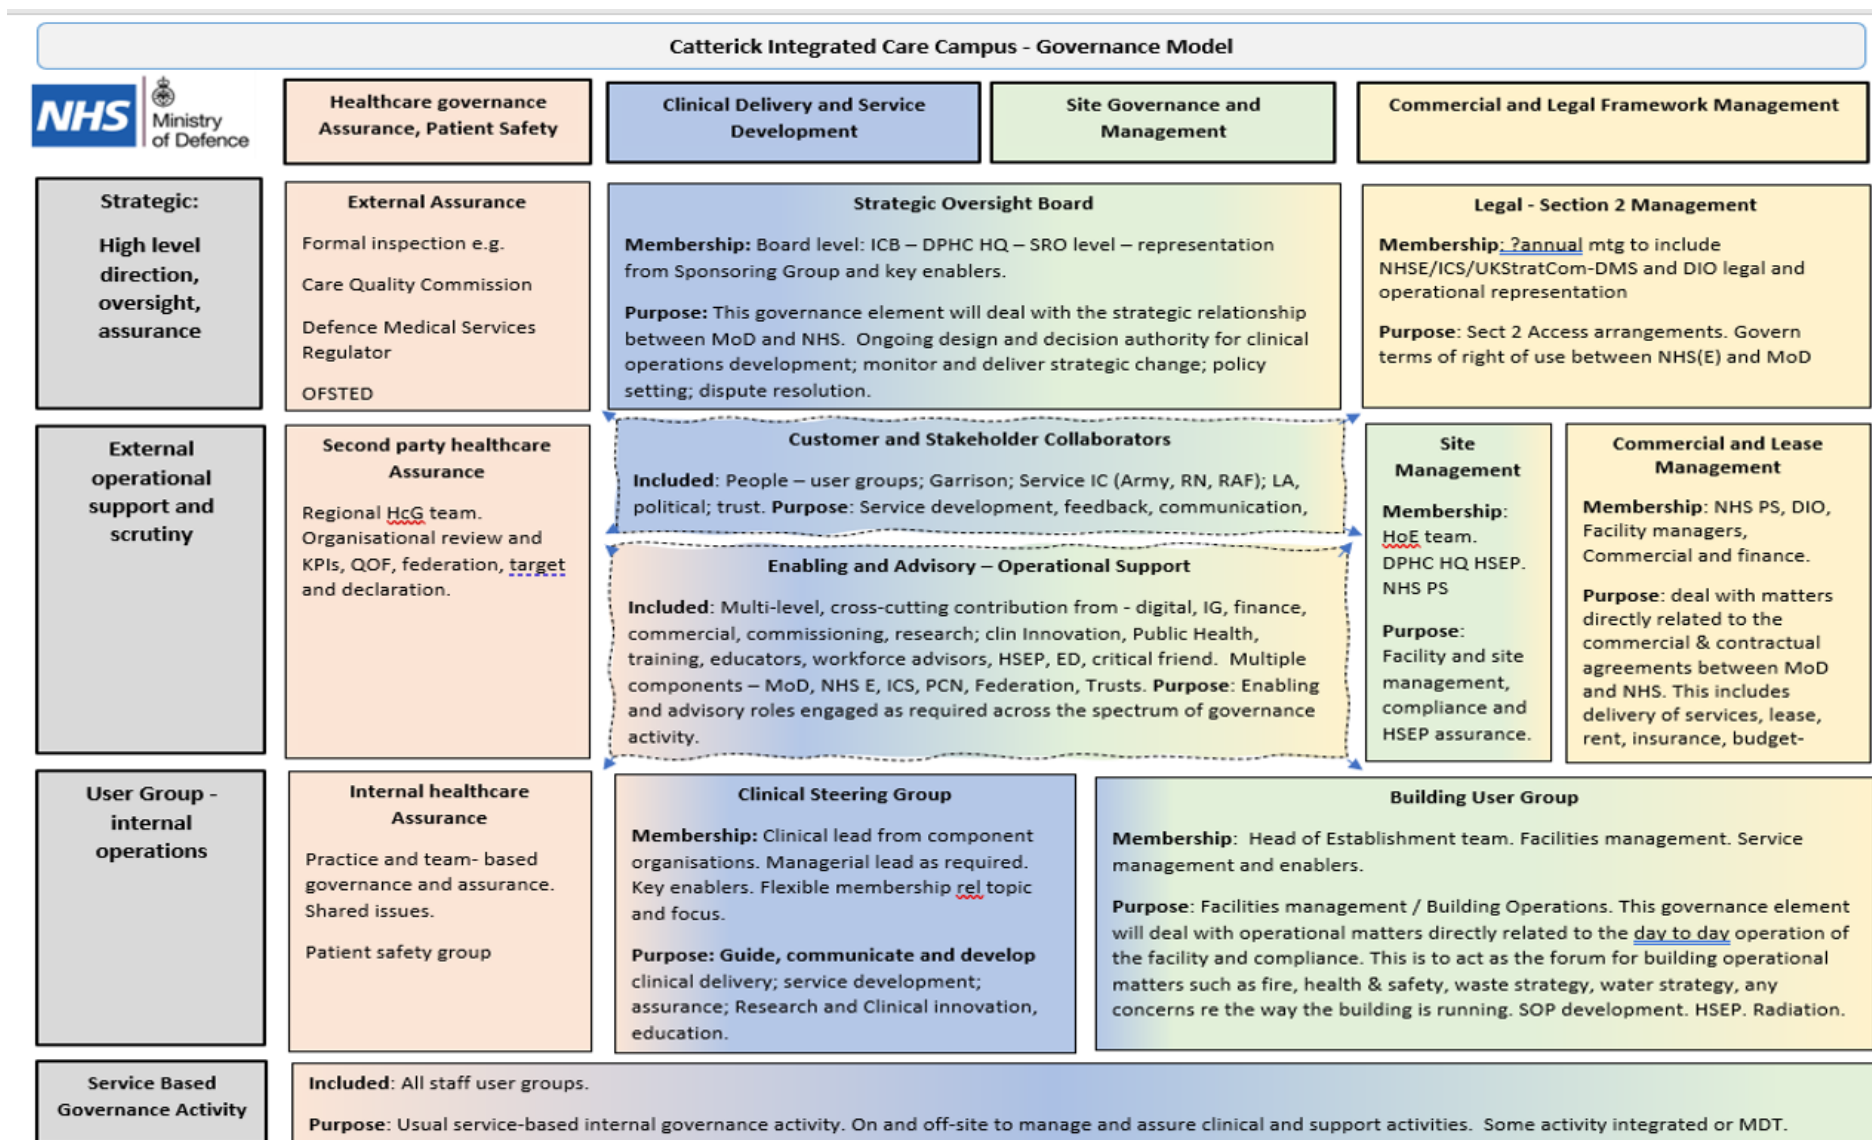 Catterick Integrated Care Campus - Governance Model
NHS
Ministry
of Defence
Healthcare governance
Assurance, Patient Safety
Clinical Delivery and Service
Development
Site Governance and
Management
Commercial and Legal Framework Management
Strategic:
High level
direction,
oversight,
assurance
External Assurance
Formal inspection e.g.
Care Quality Commission
Defence Medical Services
Regulator
OFSTED
Strategic Oversight Board
Membership: Board level: ICB – DPHC HQ – SRO level – representation
from Sponsoring Group and key enablers.
Purpose: This governance element will deal with the strategic relationship
between MoD and NHS.  Ongoing design and decision authority for clinical
operations development; monitor and deliver strategic change; policy
setting; dispute resolution.
Legal - Section 2 Management
Membership: ?annual mtg to include
NHSE/ICS/UKStratCom-DMS and DIO legal and
operational representation
Purpose: Sect 2 Access arrangements. Govern
terms of right of use between NHS(E) and MoD
External
operational
support and
scrutiny
Second party healthcare
Assurance
Regional HcG team.
Organisational review and
KPIs, QOF, federation, target
and declaration.
Customer and Stakeholder Collaborators
Included: People – user groups; Garrison; Service IC (Army, RN, RAF); LA,
political; trust. Purpose: Service development, feedback, communication,
Enabling and Advisory – Operational Support
Included: Multi-level, cross-cutting contribution from - digital, IG, finance,
commercial, commissioning, research; clin Innovation, Public Health,
training, educators, workforce advisors, HSEP, ED, critical friend.  Multiple
components – MoD, NHS E, ICS, PCN, Federation, Trusts. Purpose: Enabling
and advisory roles engaged as required across the spectrum of governance
activity.
Site
Management
Membership:
HoE team.
DPHC HQ HSEP.
NHS PS
Purpose:
Facility and site
management,
compliance and
HSEP assurance.
Commercial and Lease
Management
Membership: NHS PS, DIO,
Facility managers,
Commercial and finance.
Purpose: deal with matters
directly related to the
commercial & contractual
agreements between MoD
and NHS. This includes
delivery of services, lease,
rent, insurance, budget-
User Group -
internal
operations
Internal healthcare
Assurance
Practice and team- based
governance and assurance.
Shared issues.
Patient safety group
Clinical Steering Group
Membership: Clinical lead from component
organisations. Managerial lead as required.
Key enablers. Flexible membership rel topic
and focus.
Purpose: Guide, communicate and develop
clinical delivery; service development;
assurance; Research and Clinical innovation,
education.
Building User Group
Membership:  Head of Establishment team. Facilities management. Service
management and enablers.
Purpose: Facilities management / Building Operations. This governance element
will deal with operational matters directly related to the day to day operation of
the facility and compliance. This is to act as the forum for building operational
matters such as fire, health & safety, waste strategy, water strategy, any
concerns re the way the building is running. SOP development. HSEP. Radiation.
Service Based
Governance Activity
Included: All staff user groups.
Purpose: Usual service-based internal governance activity. On and off-site to manage and assure clinical and support activities.  Some activity integrated or MDT.